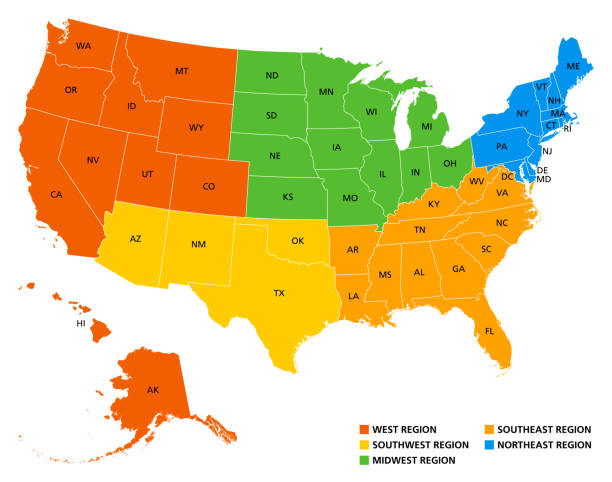 WA
MT
ND
MN
ME
VT
NH
OR
ID
SD
WI
MI
NY
MA
CT
RI
WY
NE
IA
PA
NJ
NV
UT
CO
IL
IN
OH
DE
MD
DC
WV
VA
CA
KS
MO
KY
NC
AZ
NM
OK
AR
TN
SC
TX
LA
MS
AL
GA
FL
HI
AK
WEST REGION
SOUTHWEST REGION
MIDWEST REGION
SOUTHEAST REGION
NORTHEAST REGION